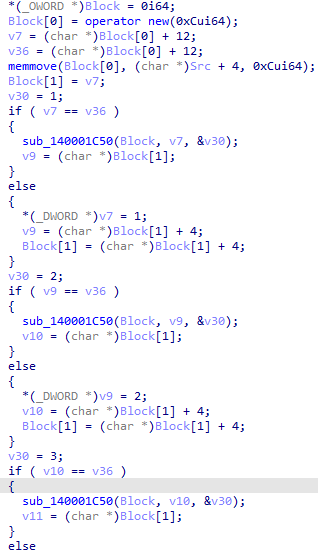 *(_OWORD *)Block = 0i64;
Block[0] = operator new(0xCui64);
v7 = (char *)Block[0] + 12;
v36 = (char *)Block[0] + 12;
memmove(Block[0], (char *)Src + 4, 0xCui64);
Block[1] = v7;
v30 = 1;
if ( v7 == v36 )
{
  sub_140001C50(Block, v7, &v30);
  v9 = (char *)Block[1];
}
else
{
  *(_DWORD *)v7 = 1;
  v9 = (char *)Block[1] + 4;
  Block[1] = (char *)Block[1] + 4;
}
v30 = 2;
if ( v9 == v36 )
{
  sub_140001C50(Block, v9, &v30);
  v10 = (char *)Block[1];
}
else
{
  *(_DWORD *)v9 = 2;
  v10 = (char *)Block[1] + 4;
  Block[1] = (char *)Block[1] + 4;
}
v30 = 3;
if ( v10 == v36 )
{
  sub_140001C50(Block, v10, &v30);
  v11 = (char *)Block[1];
}
else